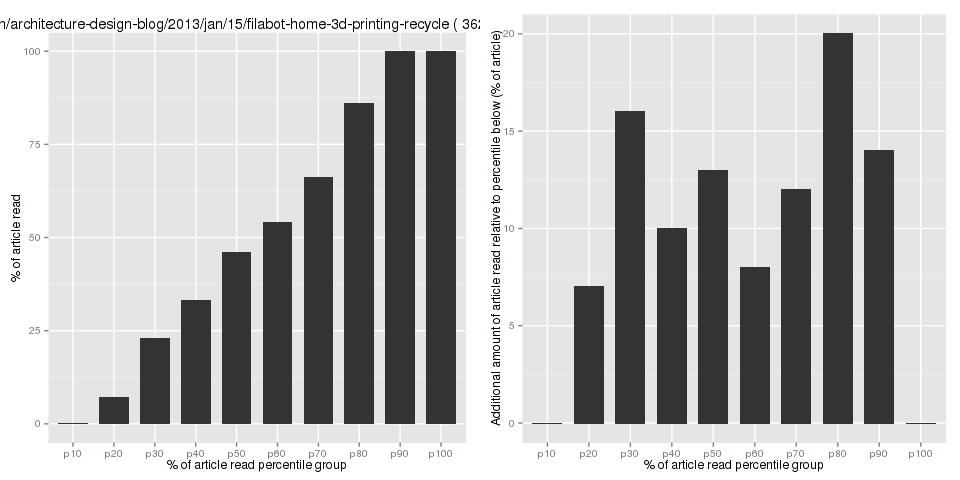 n/architecture-design-blog/2013/jan/15/filabot-home-3d-printing-recycle ( 362
100
75
50
25
0
% of article read
p10 p20 p30 p40 p50 p60 p70 p80 p90 p100
% of article read percentile group
20
15
10
5
0
Additional amount of article read relative to percentile below (% of article)
p10 p20 p30 p40 p50 p60 p70 p80 p90 p100
% of article read percentile group